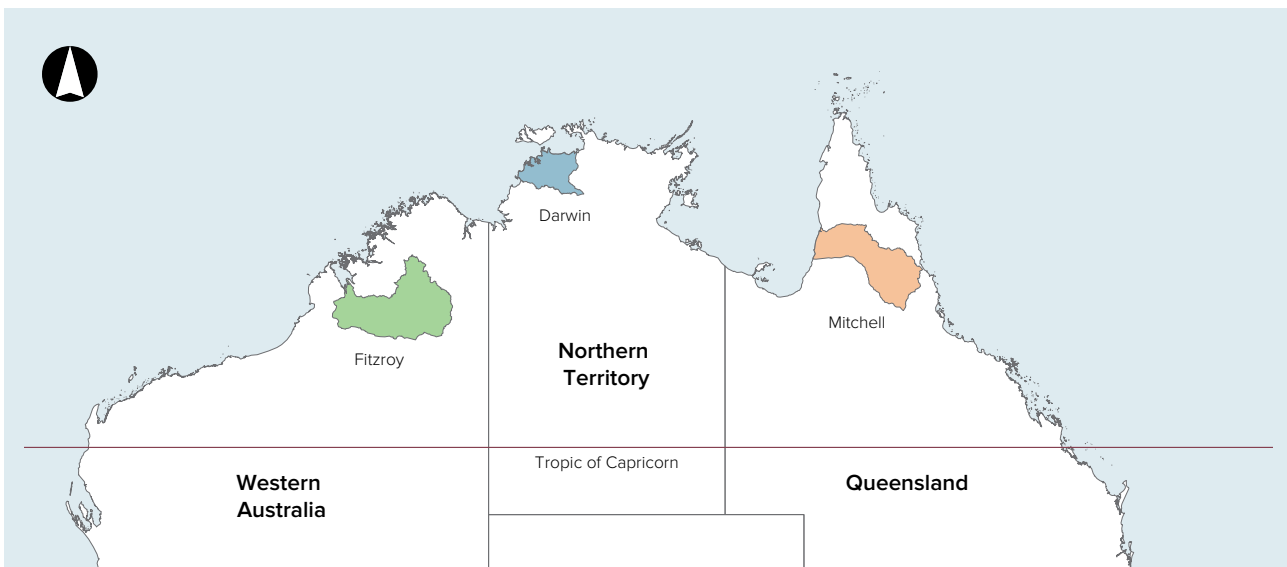 Darwin
Mitchell
Fitzroy
Northern
Territory
Tropic of Capricorn
Western
Australia
Queensland